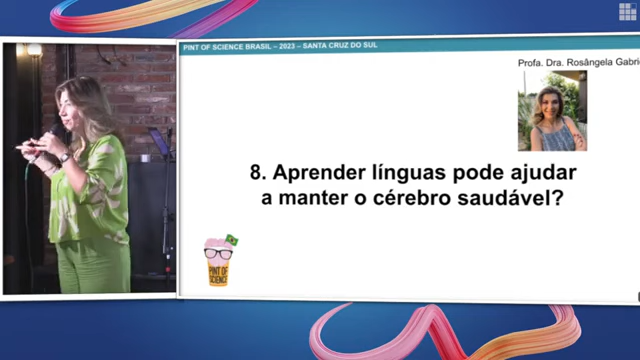 PINT OF SCIENCE BRASIL – 2023 – SANTA CRUZ DO SUL
Profa. Dra. Rosângela Gabrie
8. Aprender línguas pode ajudar
a manter o cérebro saudável?
PINT OF
SCIENCE